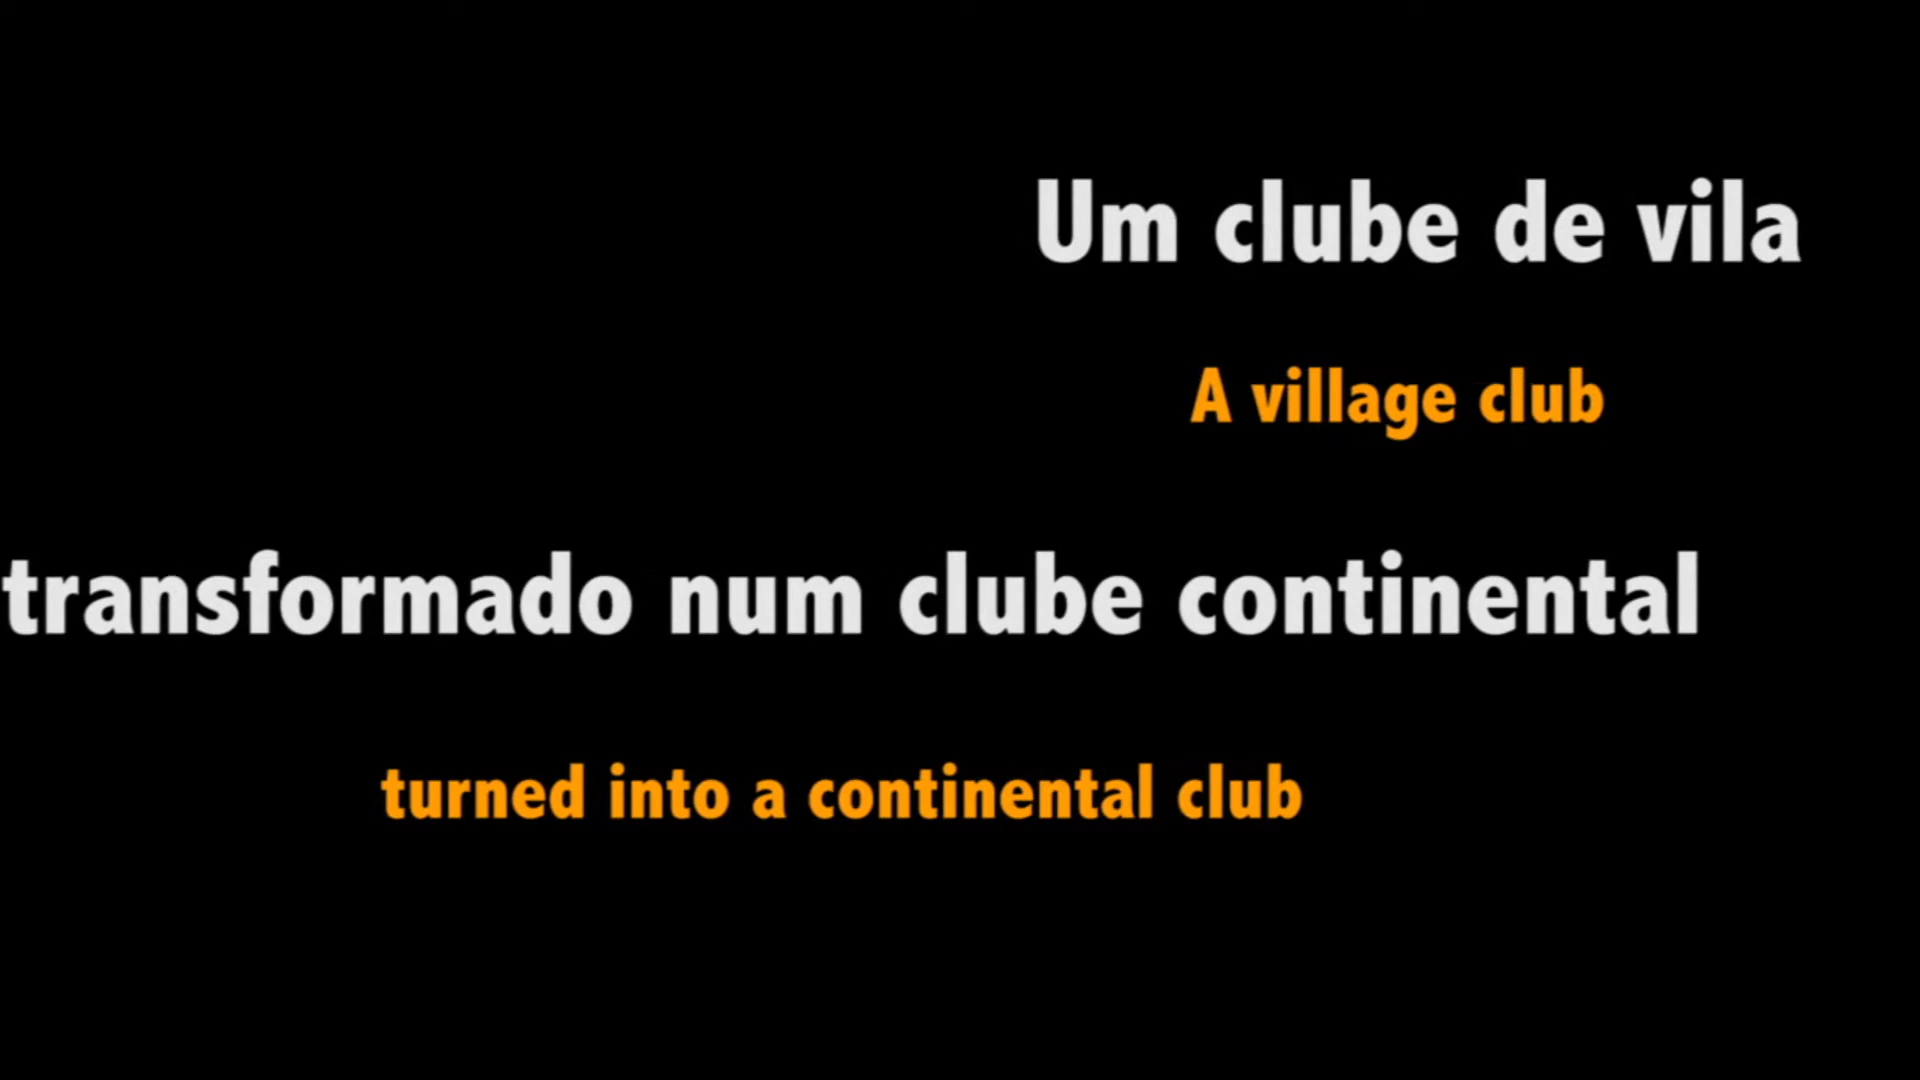 Um clube de vila
A village club
transformado num clube continental
turned into a continental club